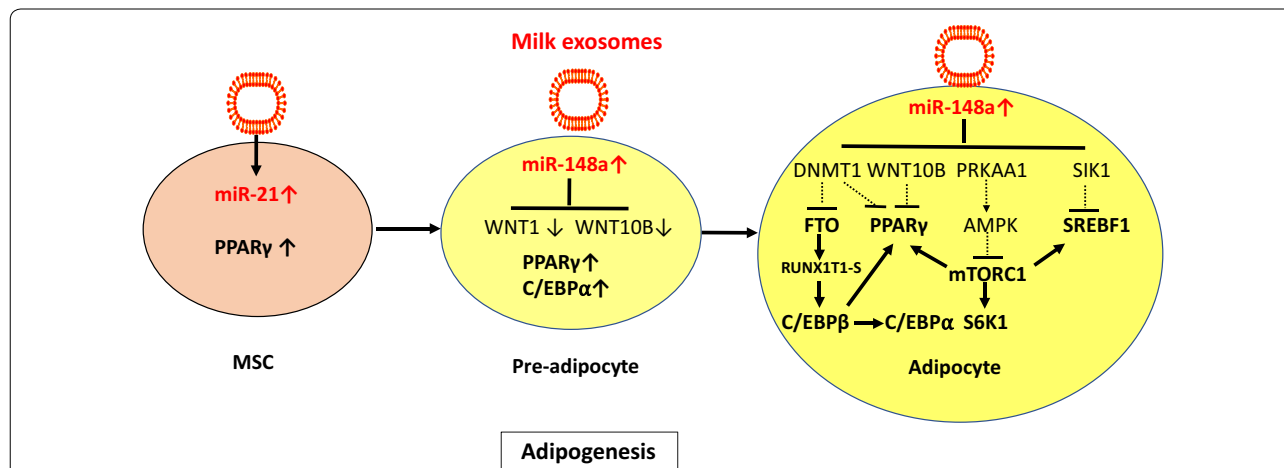 Milk exosomes
miR-21↑
PPARγ ↑
MSC
miR-148a↑
WNT1 ↓ WNT10B↓
PPARγ↑
C/EBPα↑
Pre-adipocyte
miR-148a↑
DNMT1 WNT10B PRKAA1 SIK1
FTO PPARγ AMPK SREBF1
RUNX1T1-S mTORC1
C/EBPβ C/EBPα S6K1
Adipocyte
Adipogenesis